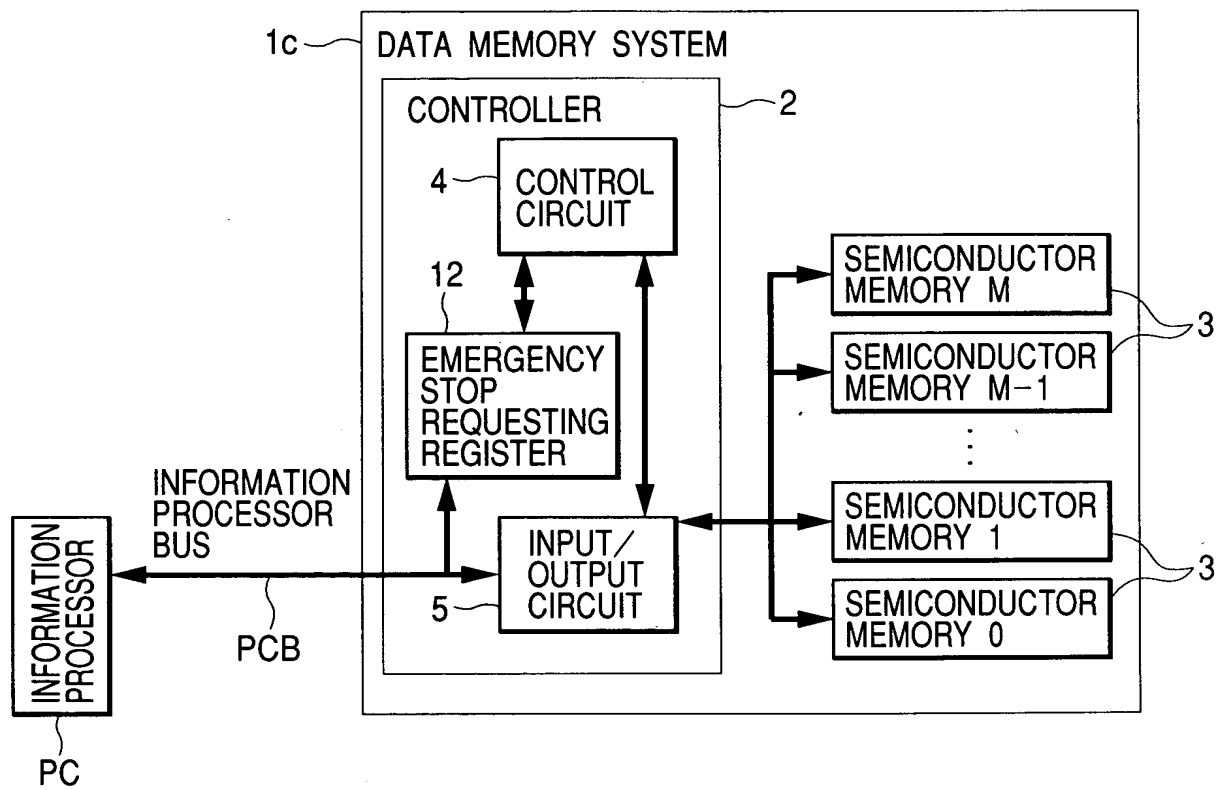 1c
DATA MEMORY SYSTEM
CONTROLLER
2
4
CONTROL
CIRCUIT
12
EMERGENCY
STOP
REQUESTING
REGISTER
SEMICONDUCTOR
MEMORY M
3
SEMICONDUCTOR
MEMORY M-1
⋮
SEMICONDUCTOR
MEMORY 1
3
SEMICONDUCTOR
MEMORY 0
INFORMATION
PROCESSOR
BUS
INPUT/
OUTPUT
CIRCUIT
5
PCB
INFORMATION
PROCESSOR
PC